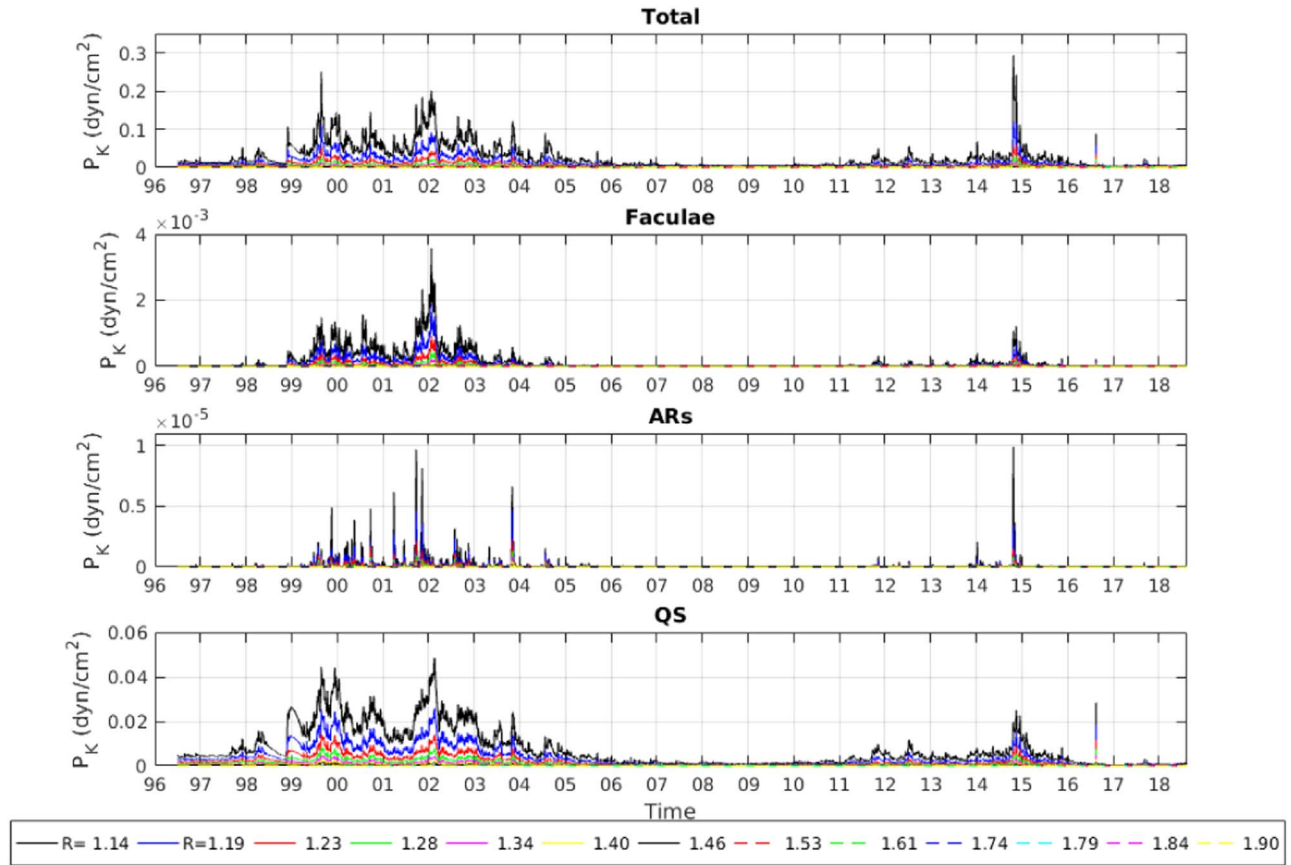 Total
P_K (dyn/cm²)
0.3
0.2
0.1
0
96 97 98 99 00 01 02 03 04 05 06 07 08 09 10 11 12 13 14 15 16 17 18
×10⁻³
Faculae
P_K (dyn/cm²)
4
2
0
96 97 98 99 00 01 02 03 04 05 06 07 08 09 10 11 12 13 14 15 16 17 18
×10⁻⁵
ARs
P_K (dyn/cm²)
1
0.5
0
96 97 98 99 00 01 02 03 04 05 06 07 08 09 10 11 12 13 14 15 16 17 18
QS
P_K (dyn/cm²)
0.06
0.04
0.02
0
96 97 98 99 00 01 02 03 04 05 06 07 08 09 10 11 12 13 14 15 16 17 18
Time
R= 1.14 R=1.19 1.23 1.28 1.34 1.40 1.46 1.53 1.61 1.74 1.79 1.84 1.90